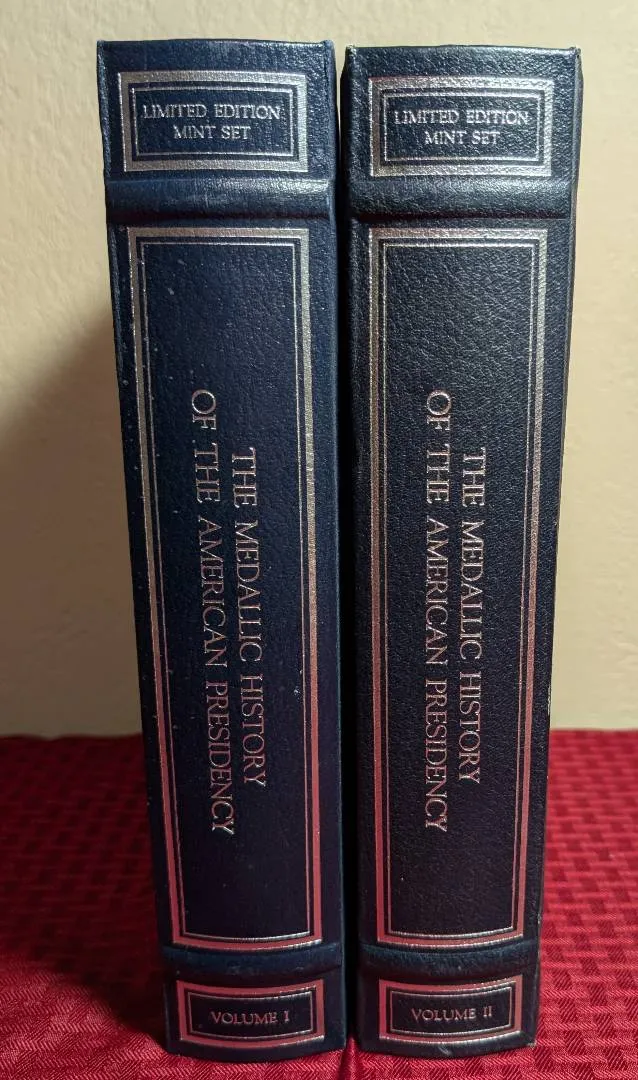 LIMITED EDITION
MINT SET
THE MEDALLIC HISTORY
OF THE AMERICAN PRESIDENCY
VOLUME I
LIMITED EDITION
MINT SET
THE MEDALLIC HISTORY
OF THE AMERICAN PRESIDENCY
VOLUME II